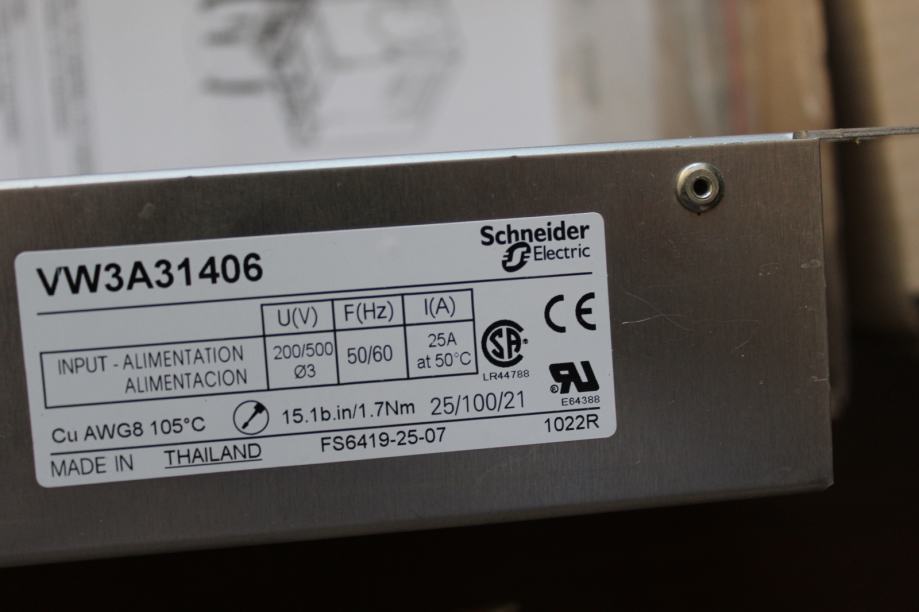 VW3A31406
Schneider
Electric
U(V) F(Hz) I(A)
INPUT - ALIMENTATION
ALIMENTACION
200/500
Ø3
50/60
25A
at 50°C
LR44788
E64388
Cu AWG8 105°C 15.1b.in/1.7Nm 25/100/21
MADE IN THAILAND FS6419-25-07 1022R